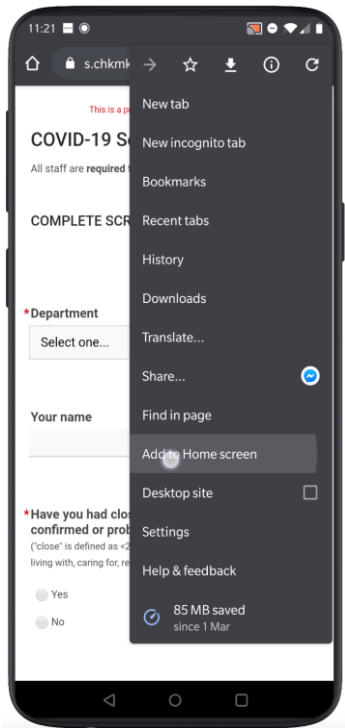 11:21
s.chkmk
This is a p
COVID-19 S
All staff are required
COMPLETE SCR
*Department
Select one...
Your name
*Have you had clos
confirmed or prob
("close" is defined as <2
living with, caring for, re
Yes
No
New tab
New incognito tab
Bookmarks
Recent tabs
History
Downloads
Translate...
Share...
Find in page
Add to Home screen
Desktop site
Settings
Help & feedback
85 MB saved
since 1 Mar